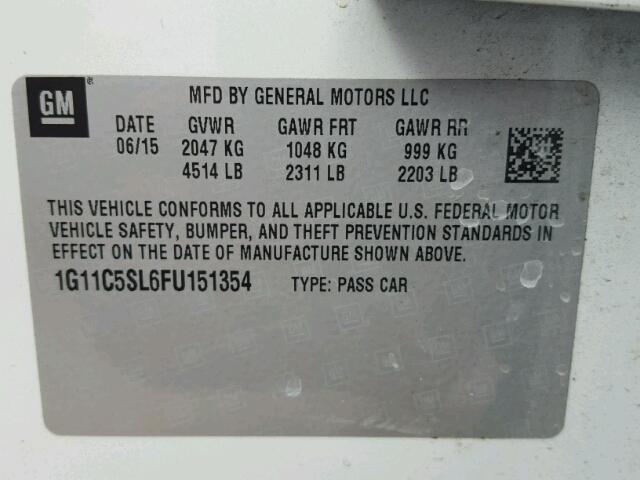 GM ®
MFD BY GENERAL MOTORS LLC
DATE GVWR GAWR FRT GAWR RR
06/15 2047 KG 1048 KG 999 KG
4514 LB 2311 LB 2203 LB
THIS VEHICLE CONFORMS TO ALL APPLICABLE U.S. FEDERAL MOTOR
VEHICLE SAFETY, BUMPER, AND THEFT PREVENTION STANDARDS IN
EFFECT ON THE DATE OF MANUFACTURE SHOWN ABOVE.
1G11C5SL6FU151354 TYPE: PASS CAR